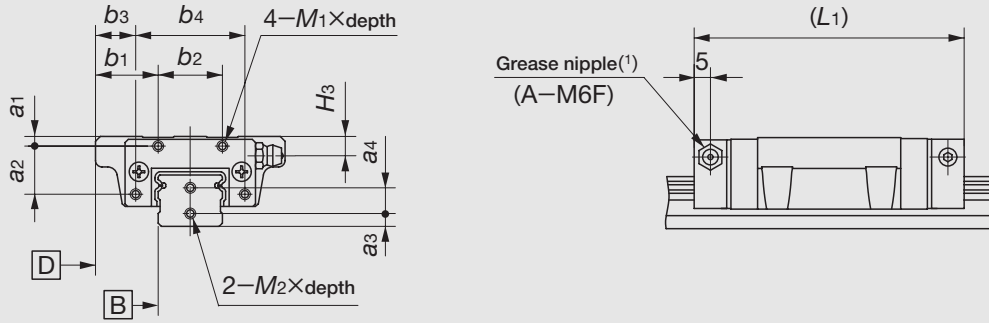 b3 b4 4−M1×depth
b1 b2
a1
a2
H3
a4
a3
D
B
2−M2×depth
(L1)
5
Grease nipple(1)
(A−M6F)